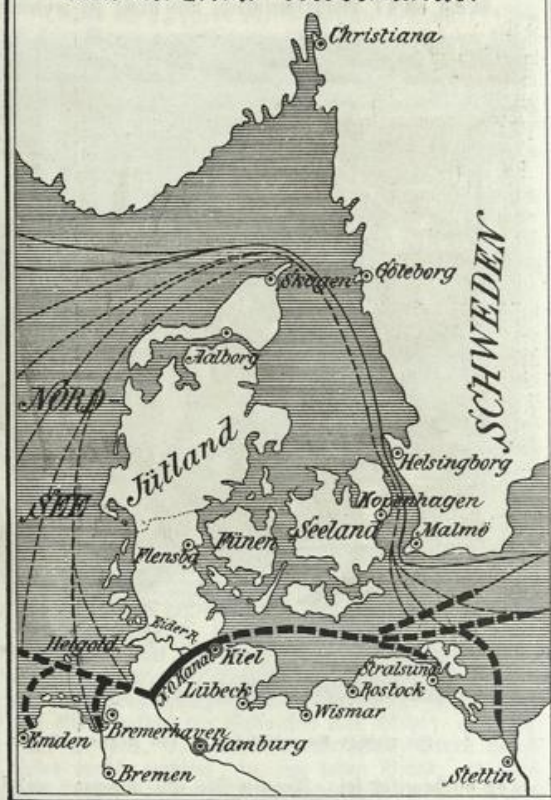 Christiana
SCHWEDEN
Skagen
Göteborg
Aalborg
NORD-
SEE
Jütland
Helsingborg
Kopenhagen
Seeland
Malmö
Fünen
Flensbg
Eider R.
Helgold.
N.O. Kanal
Kiel
Stralsund
Lübeck
Rostock
Wismar
Emden
Bremerhaven
Hamburg
Bremen
Stettin